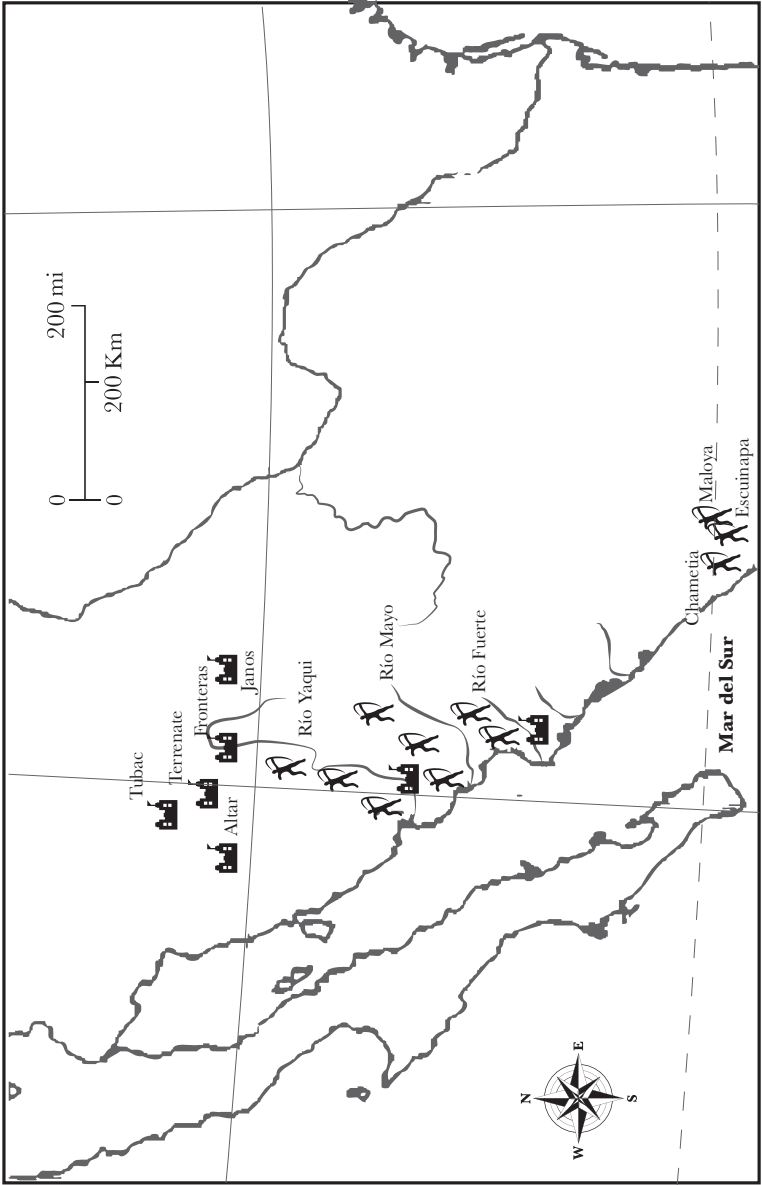 0
200 mi
0
200 Km
Tubac
Terrenate
Fronteras
Janos
Altar
Río Yaqui
Río Mayo
Río Fuerte
Chametia
Maloya
Escuinapa
Mar del Sur
N
E
S
W